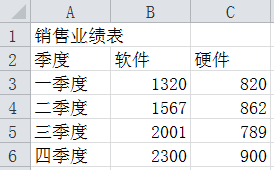 A B C
1 销售业绩表
2 季度 软件 硬件
3 一季度 1320 820
4 二季度 1567 862
5 三季度 2001 789
6 四季度 2300 900